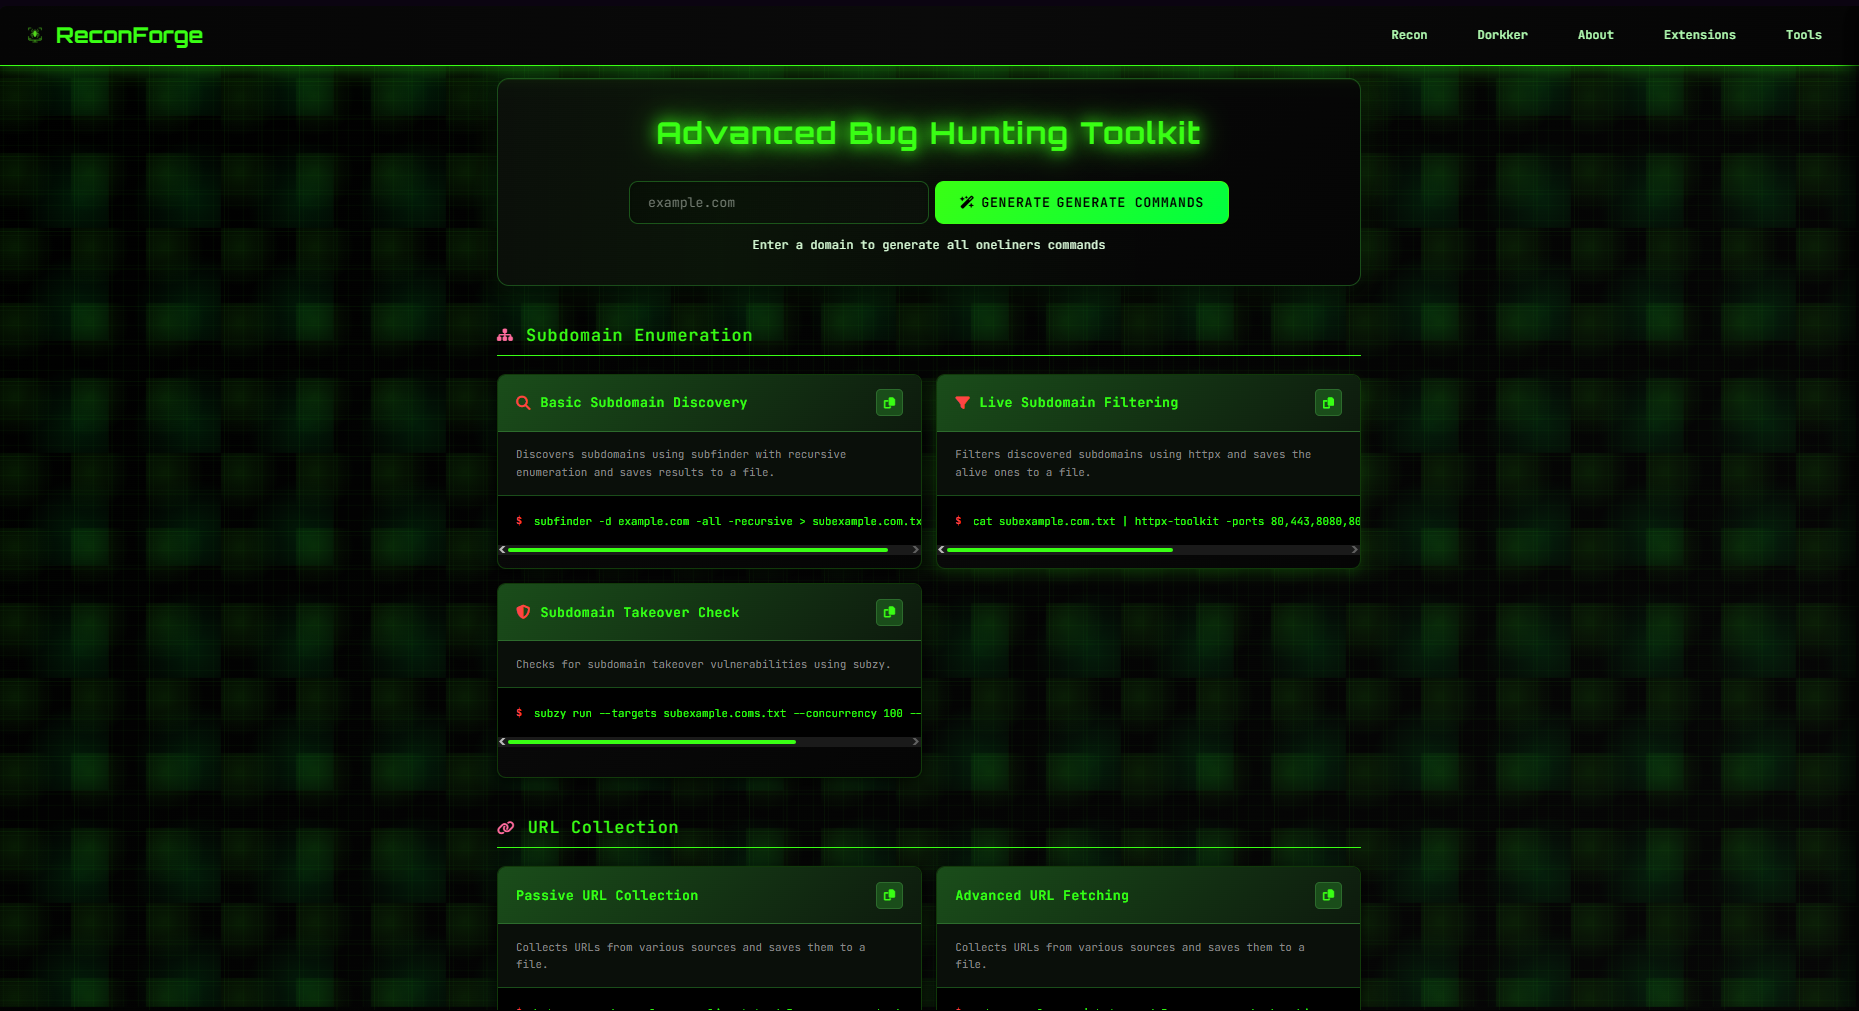 ReconForge
Recon Dorkker About Extensions Tools
Advanced Bug Hunting Toolkit
example.com
GENERATE GENERATE COMMANDS
Enter a domain to generate all oneliners commands
Subdomain Enumeration
Basic Subdomain Discovery
Discovers subdomains using subfinder with recursive
enumeration and saves results to a file.
$ subfinder -d example.com -all -recursive > subexample.com.tx
Live Subdomain Filtering
Filters discovered subdomains using httpx and saves the
alive ones to a file.
$ cat subexample.com.txt | httpx-toolkit -ports 80,443,8080,80
Subdomain Takeover Check
Checks for subdomain takeover vulnerabilities using subzy.
$ subzy run --targets subexample.coms.txt --concurrency 100 --
URL Collection
Passive URL Collection
Collects URLs from various sources and saves them to a
file.
Advanced URL Fetching
Collects URLs from various sources and saves them to a
file.